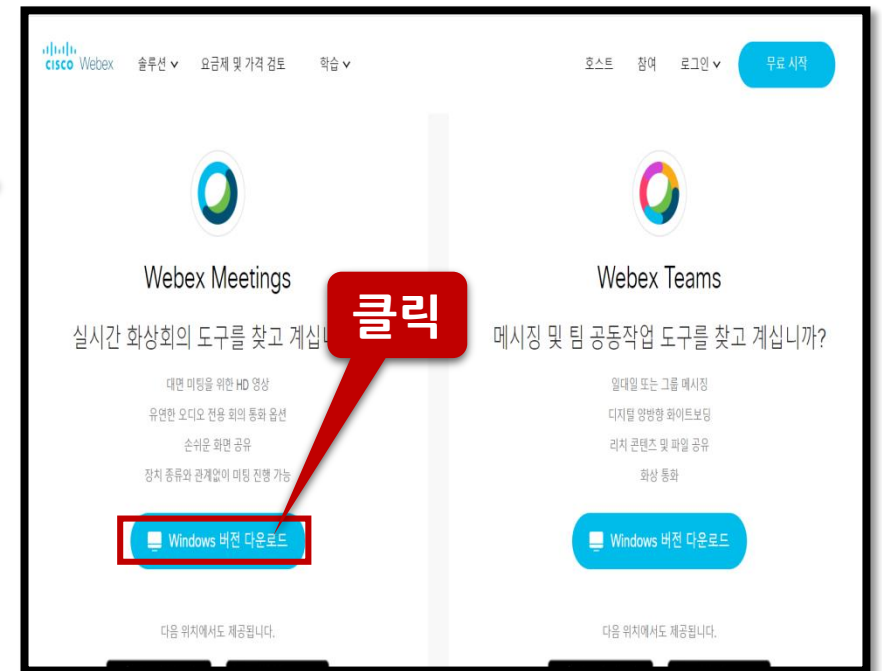 CISCO Webex 솔루션 요금제 및 가격 검토 학습 호스트 참여 로그인 무료 시작
Webex Meetings
클릭
실시간 화상회의 도구를 찾고 계십니
대면 미팅을 위한 HD 영상
유연한 오디오 전용 회의 통화 옵션
손쉬운 화면 공유
장치 종류와 관계없이 미팅 진행 가능
Windows 버전 다운로드
다음 위치에서도 제공됩니다.
Webex Teams
메시징 및 팀 공동작업 도구를 찾고 계십니까?
일대일 또는 그룹 메시징
디지털 양방향 화이트보딩
리치 콘텐츠 및 파일 공유
화상 통화
Windows 버전 다운로드
다음 위치에서도 제공됩니다.